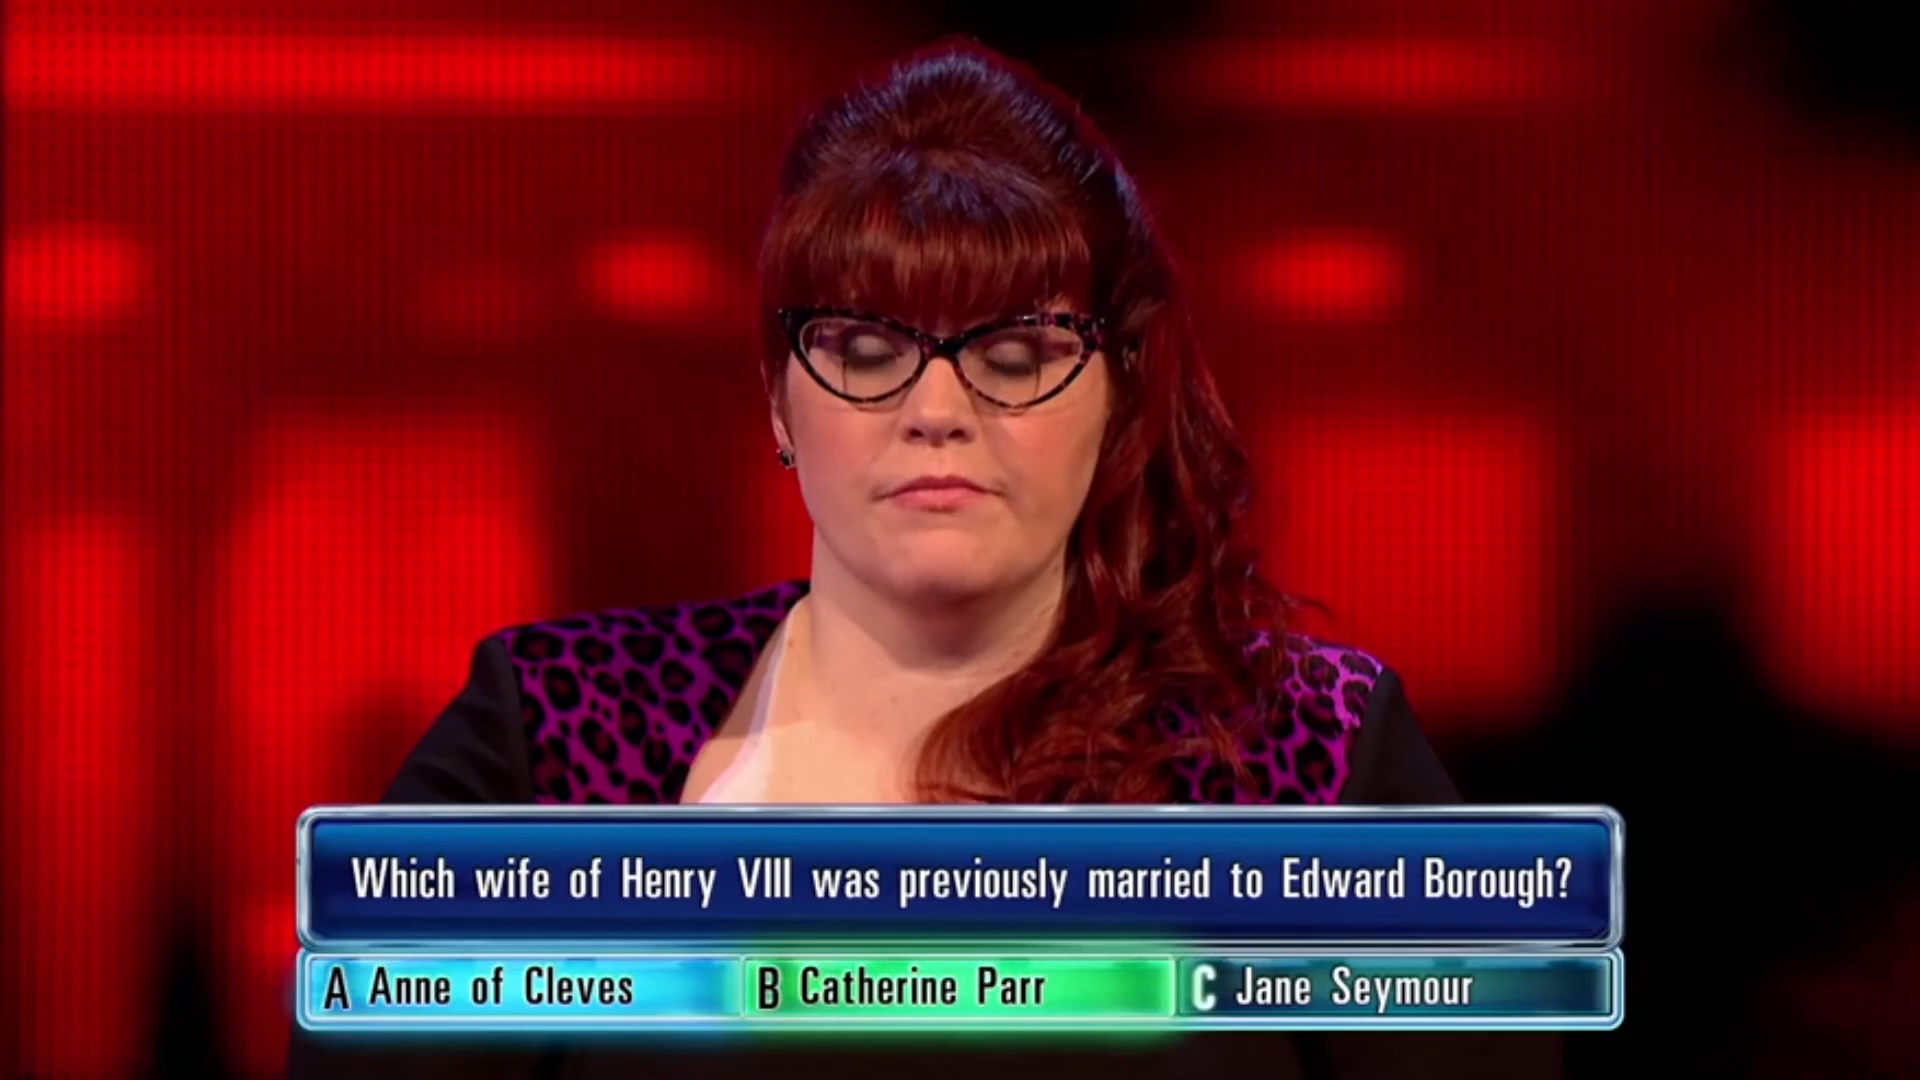 Which wife of Henry VIII was previously married to Edward Borough?
A Anne of Cleves
B Catherine Parr
C Jane Seymour